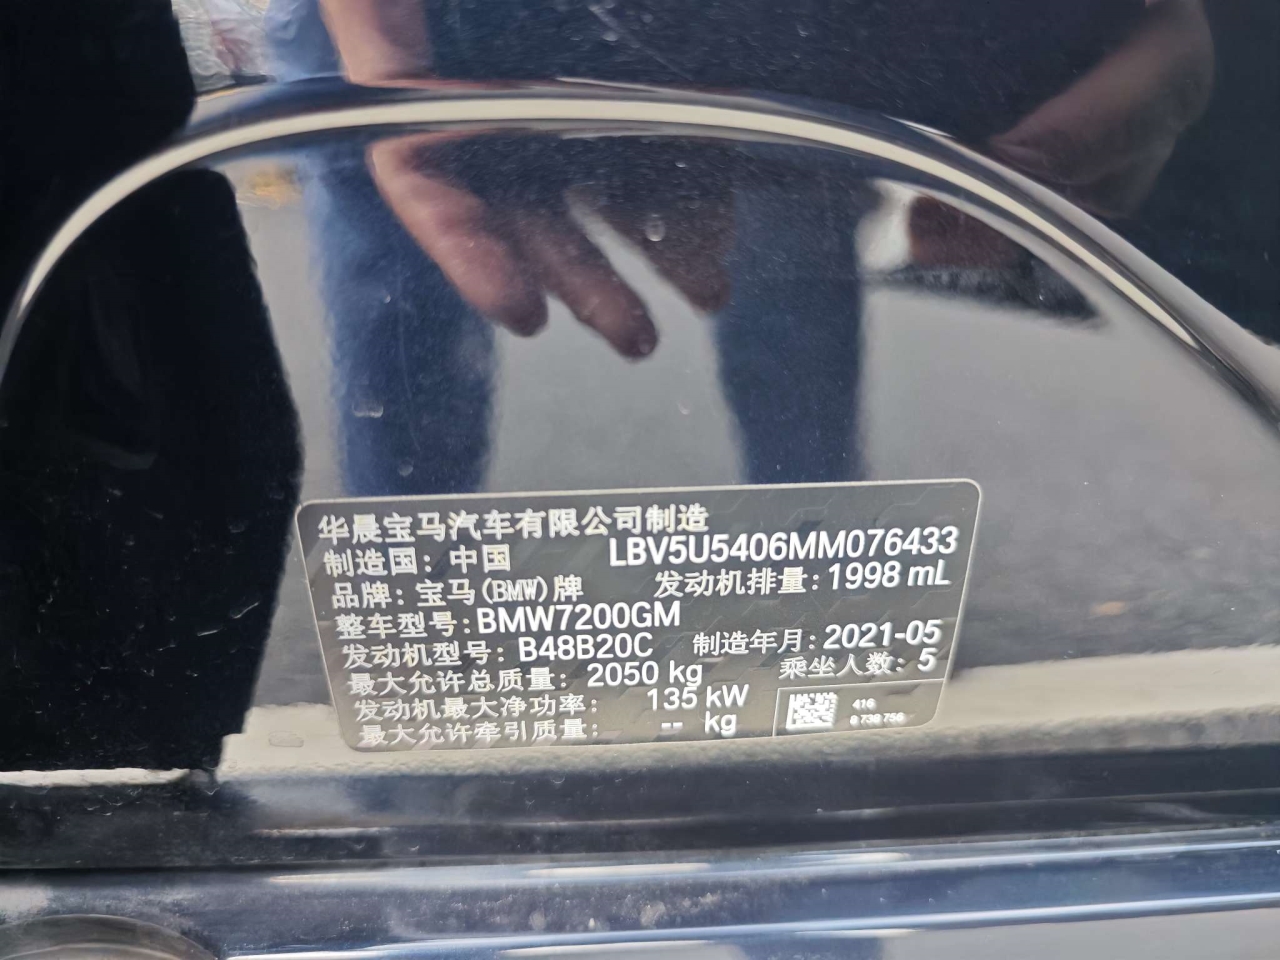 华晨宝马汽车有限公司制造
制造国：中国 LBV5U5406MM076433
品牌：宝马(BMW)牌 发动机排量：1998 mL
整车型号：BMW7200GM
发动机型号：B48B20C 制造年月：2021-05
最大允许总质量：2050 kg 乘坐人数：5
发动机最大净功率：135 kW
最大允许牵引质量：-- kg
416
8 738 756